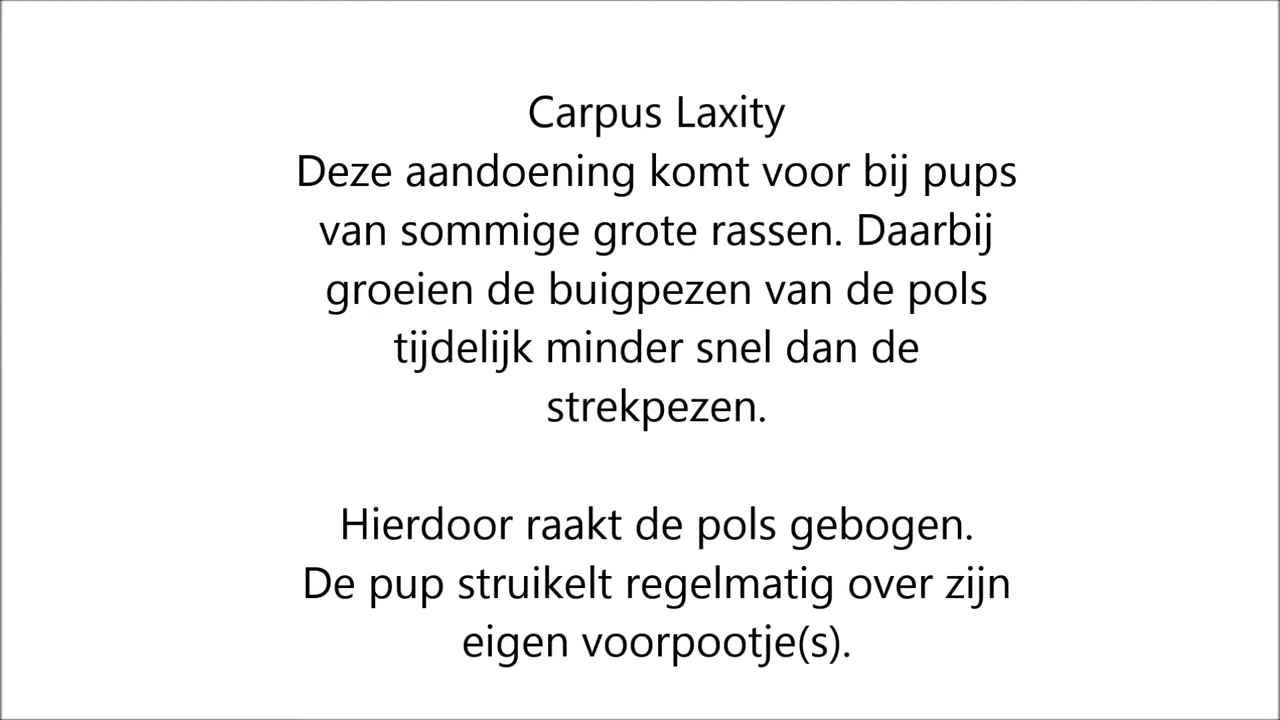 Carpus Laxity
Deze aandoening komt voor bij pups
van sommige grote rassen. Daarbij
groeien de buigpezen van de pols
tijdelijk minder snel dan de
strekpezen.
Hierdoor raakt de pols gebogen.
De pup struikelt regelmatig over zijn
eigen voorpootje(s).